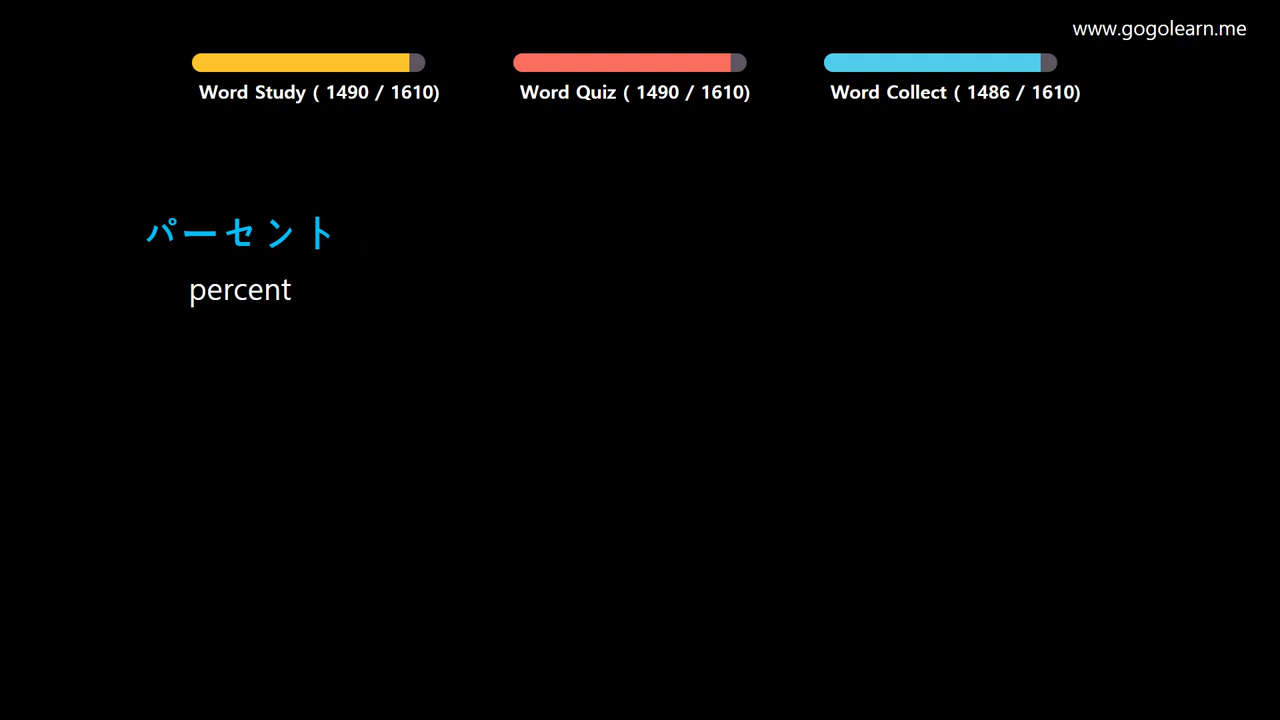 www.gogolearn.me
Word Study ( 1490 / 1610)
Word Quiz ( 1490 / 1610)
Word Collect ( 1486 / 1610)
パーセント
percent